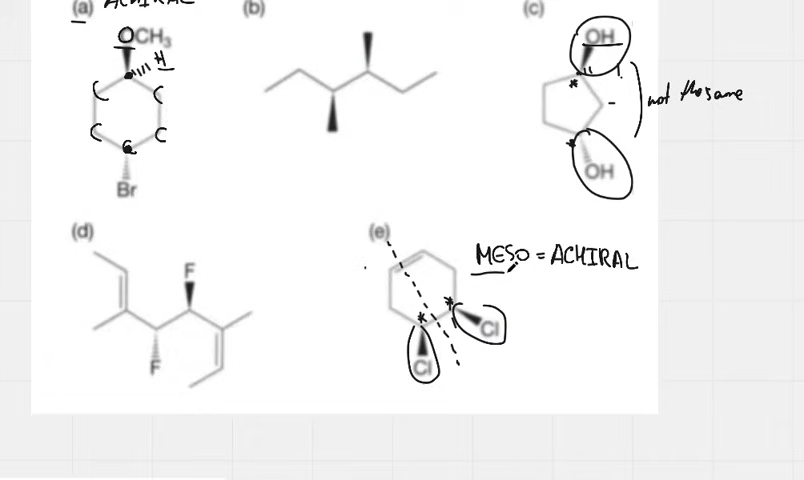 (a) ACHIRAL
(b)
(c)
OCH₃
H
Br
OH
not the same
OH
(d)
F
F
(e)
MESO = ACHIRAL
Cl
Cl